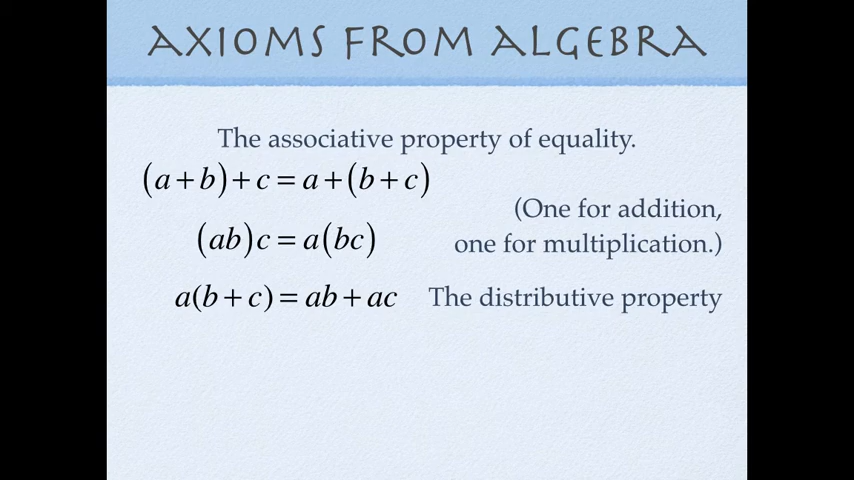 AXIOMS FROM ALGEBRA
The associative property of equality.
(a + b) + c = a + (b + c)
(One for addition,
(ab)c = a(bc)
one for multiplication.)
a(b + c) = ab + ac The distributive property